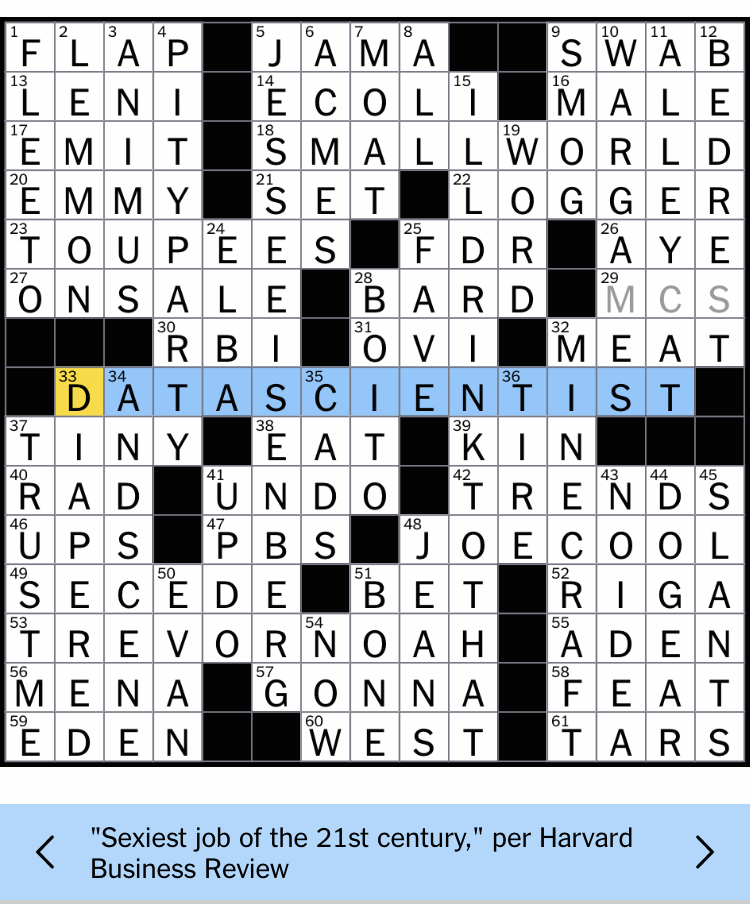 1 2 3 4 5 6 7 8 9 10 11 12
F L A P J A M A S W A B
13 14 15 16
L E N I E C O L I M A L E
17 18 19
E M I T S M A L L W O R L D
20 21 22
E M M Y S E T L O G G E R
23 24 25 26
T O U P E E S F D R A Y E
27 28 29
O N S A L E B A R D M C S
30 31 32
R B I O V I M E A T
33 34 35 36
D A T A S C I E N T I S T
37 38 39
T I N Y E A T K I N
40 41 42 43 44 45
R A D U N D O T R E N D S
46 47 48
U P S P B S J O E C O O L
49 50 51 52
S E C E D E B E T R I G A
53 54 55
T R E V O R N O A H A D E N
56 57 58
M E N A G O N N A F E A T
59 60 61
E D E N W E S T T A R S
"Sexiest job of the 21st century," per Harvard
Business Review